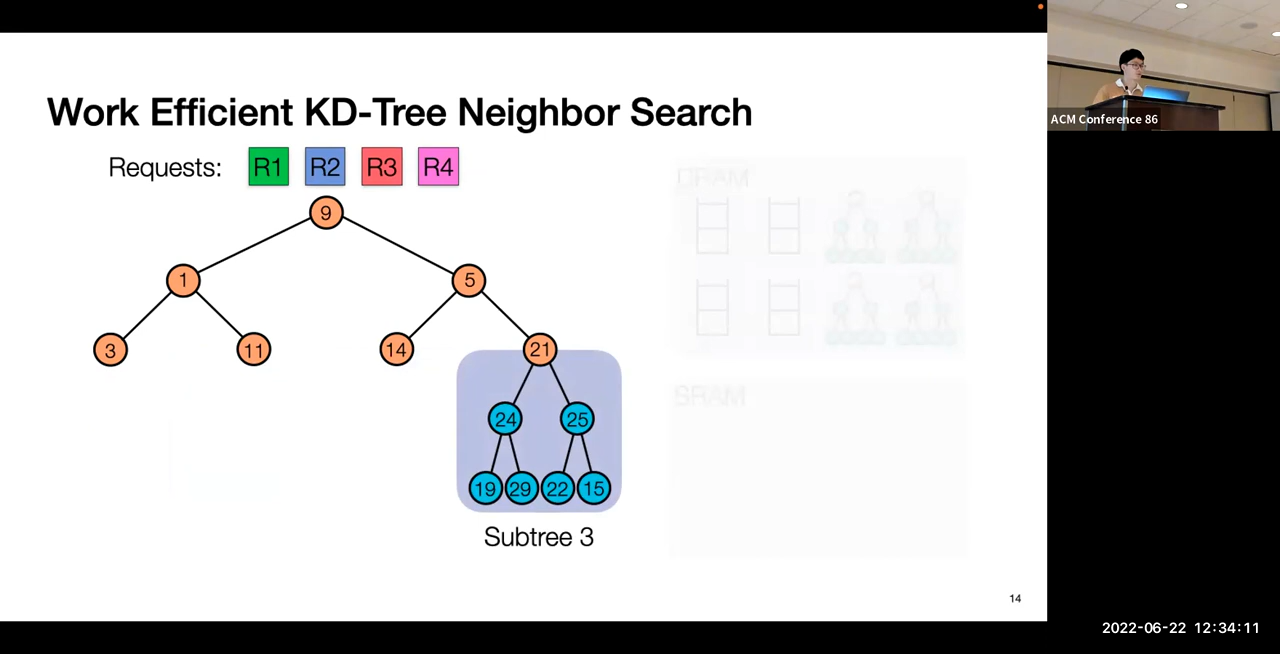 Work Efficient KD-Tree Neighbor Search
ACM Conference 86
Requests: R1 R2 R3 R4
DRAM
9
1
5
3
11
14
21
SRAM
24
25
19
29
22
15
Subtree 3
14
2022-06-22 12:34:11